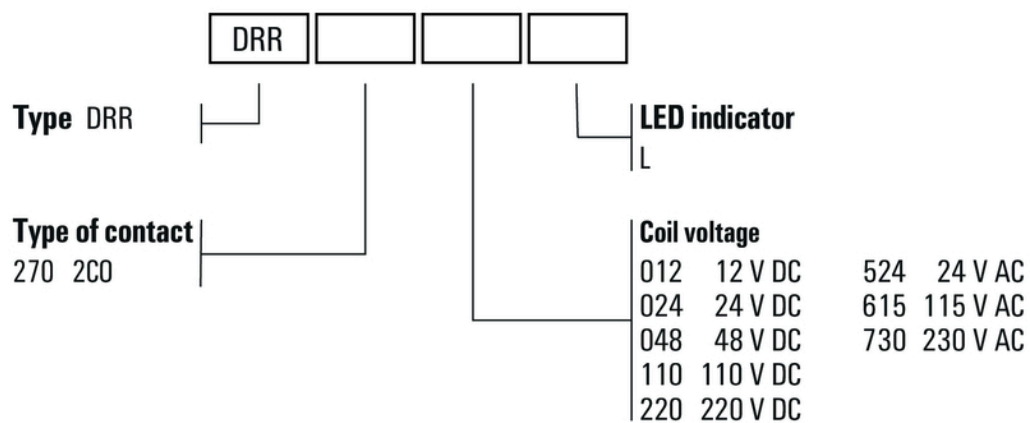 DRR
Type DRR
LED indicator
L
Type of contact
270 2CO
Coil voltage
012 12 V DC 524 24 V AC
024 24 V DC 615 115 V AC
048 48 V DC 730 230 V AC
110 110 V DC
220 220 V DC